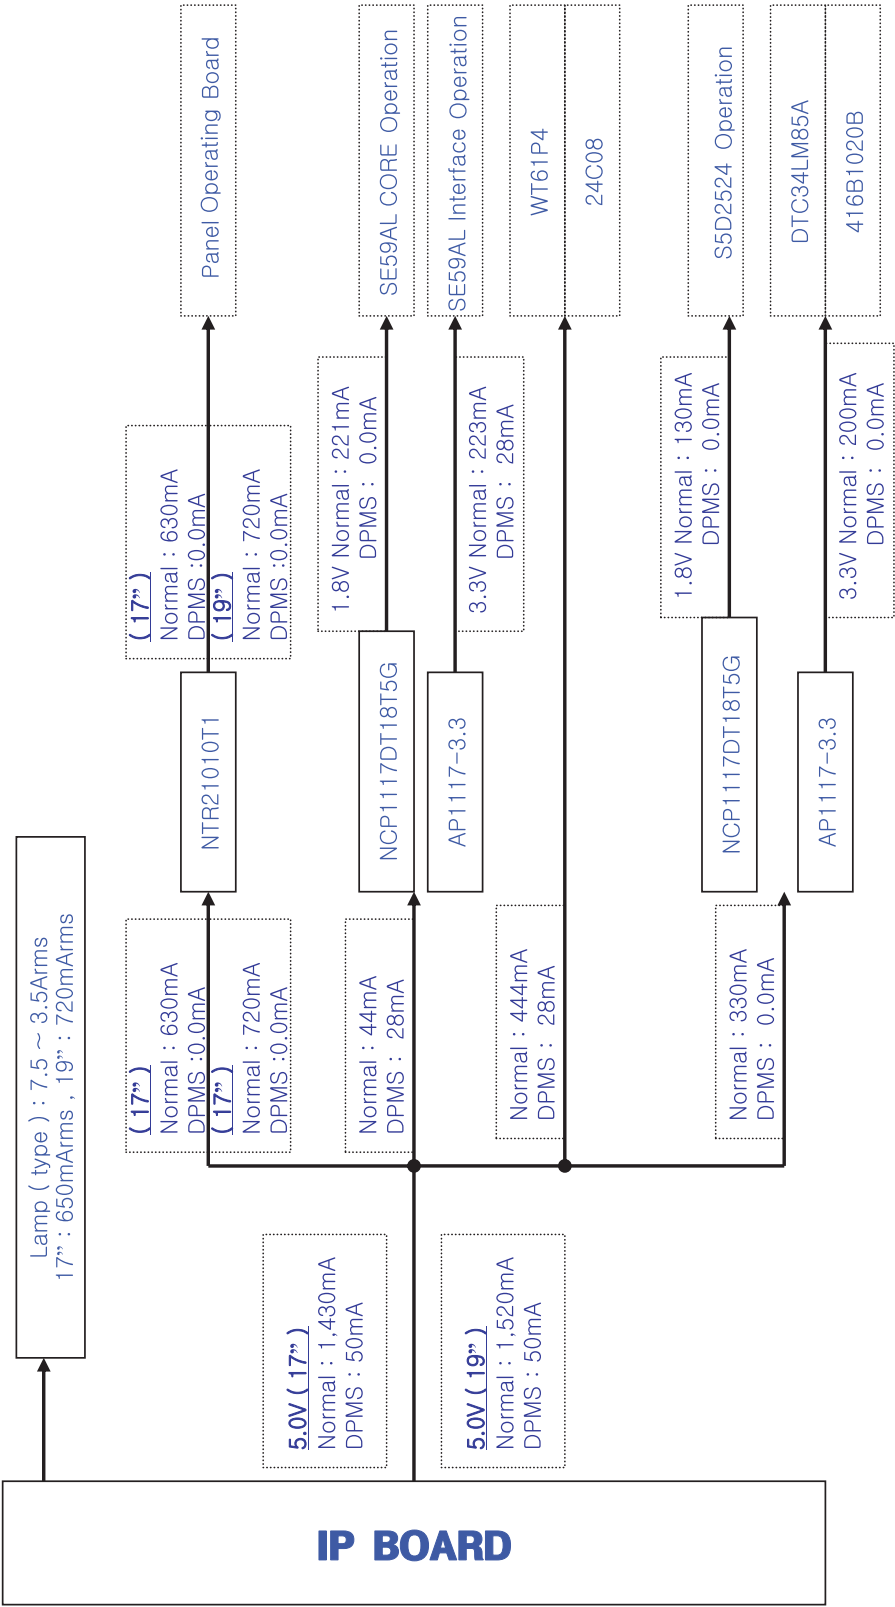 Lamp ( type ) : 7.5 ~ 3.5Arms
17” : 650mArms , 19” : 720mArms
IP BOARD
5.0V ( 17” )
Normal : 1,430mA
DPMS : 50mA
5.0V ( 19” )
Normal : 1,520mA
DPMS : 50mA
( 17” )
Normal : 630mA
DPMS :0.0mA
( 17” )
Normal : 720mA
DPMS :0.0mA
NTR21010T1
( 17” )
Normal : 630mA
DPMS :0.0mA
( 19” )
Normal : 720mA
DPMS :0.0mA
Panel Operating Board
Normal : 44mA
DPMS : 28mA
NCP1117DT18T5G
1.8V Normal : 221mA
DPMS : 0.0mA
SE59AL CORE Operation
AP1117-3.3
3.3V Normal : 223mA
DPMS : 28mA
SE59AL Interface Operation
Normal : 444mA
DPMS : 28mA
WT61P4
24C08
Normal : 330mA
DPMS : 0.0mA
NCP1117DT18T5G
1.8V Normal : 130mA
DPMS : 0.0mA
S5D2524 Operation
AP1117-3.3
3.3V Normal : 200mA
DPMS : 0.0mA
DTC34LM85A
416B1020B